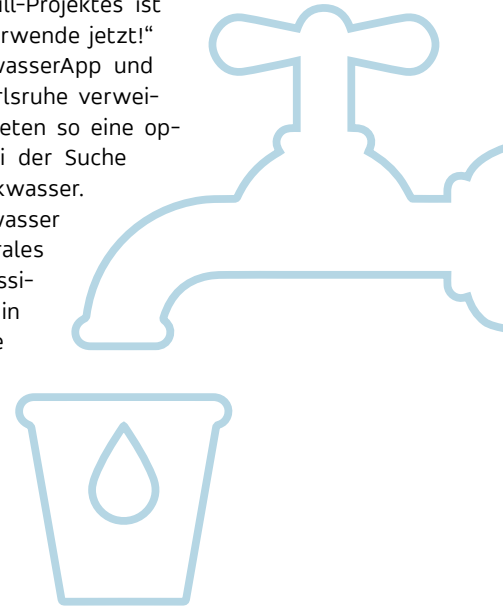 ill-Projektes ist
rwende jetzt!“
wasserApp und
rlsruhe verwei-
eten so eine op-
i der Suche
kwasser.
wasser
rales
ssi-
in
e